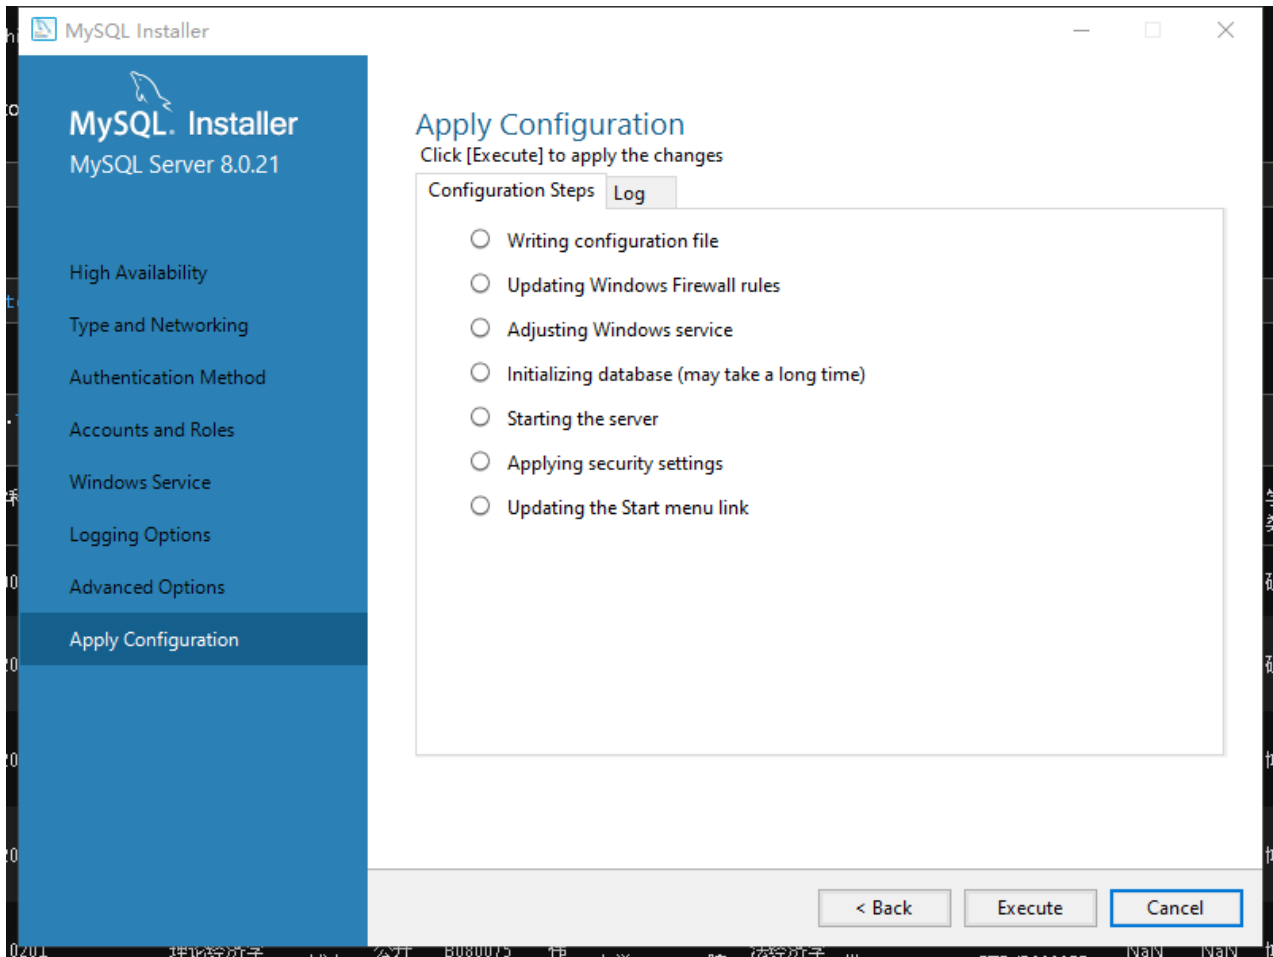 MySQL Installer
MySQL. Installer
MySQL Server 8.0.21
High Availability
Type and Networking
Authentication Method
Accounts and Roles
Windows Service
Logging Options
Advanced Options
Apply Configuration
Apply Configuration
Click [Execute] to apply the changes
Configuration Steps
Log
Writing configuration file
Updating Windows Firewall rules
Adjusting Windows service
Initializing database (may take a long time)
Starting the server
Applying security settings
Updating the Start menu link
< Back
Execute
Cancel